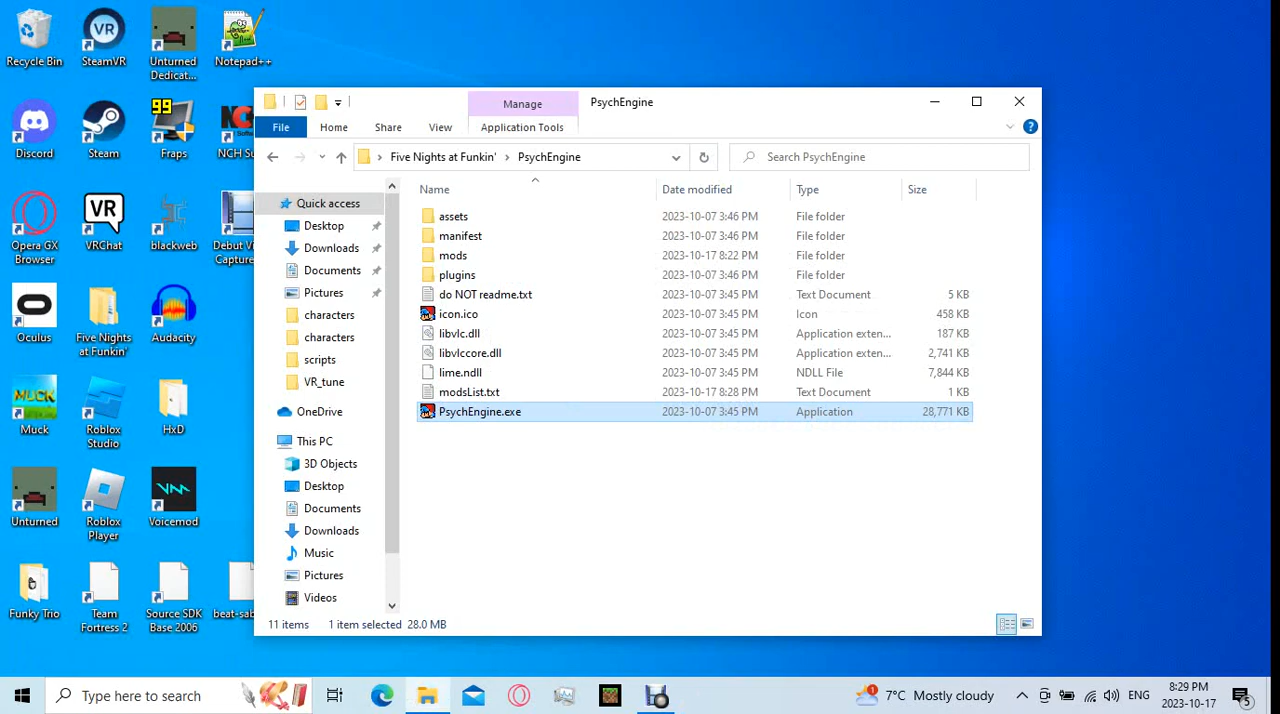 Recycle Bin
SteamVR
Unturned
Dedicat...
Notepad++
Discord
Steam
99
Fraps
NCH Su
Opera GX
Browser
VR
VRChat
blackweb
Debut Vi
Captur
Oculus
Five Nights
at Funkin'
Audacity
MUCK
Muck
Roblox
Studio
HxD
Unturned
Roblox
Player
Voicemod
Funky Trio
Team
Fortress 2
Source SDK
Base 2006
beat-sab
Manage
PsychEngine
File
Home
Share
View
Application Tools
Five Nights at Funkin'
PsychEngine
Search PsychEngine
Name
Date modified
Type
Size
Quick access
Desktop
Downloads
Documents
Pictures
characters
characters
scripts
VR_tune
OneDrive
This PC
3D Objects
Desktop
Documents
Downloads
Music
Pictures
Videos
assets 2023-10-07 3:46 PM File folder
manifest 2023-10-07 3:46 PM File folder
mods 2023-10-17 8:22 PM File folder
plugins 2023-10-07 3:46 PM File folder
do NOT readme.txt 2023-10-07 3:45 PM Text Document 5 KB
icon.ico 2023-10-07 3:45 PM Icon 458 KB
libvlc.dll 2023-10-07 3:45 PM Application exten... 187 KB
libvlccore.dll 2023-10-07 3:45 PM Application exten... 2,741 KB
lime.ndll 2023-10-07 3:45 PM NDLL File 7,844 KB
modsList.txt 2023-10-17 8:28 PM Text Document 1 KB
PsychEngine.exe 2023-10-07 3:45 PM Application 28,771 KB
11 items 1 item selected 28.0 MB
Type here to search
1
7°C Mostly cloudy
ENG
8:29 PM
2023-10-17
5